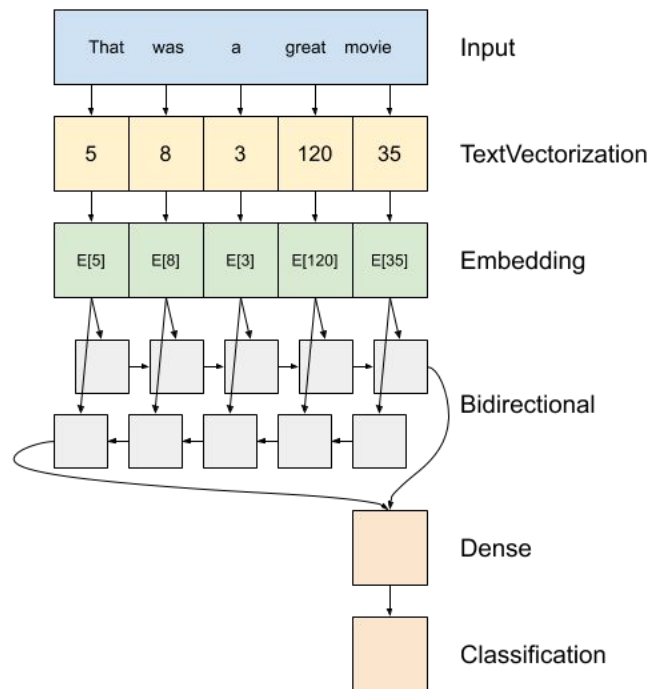 That was a great movie Input
5 8 3 120 35 TextVectorization
E[5] E[8] E[3] E[120] E[35] Embedding
Bidirectional
Dense
Classification